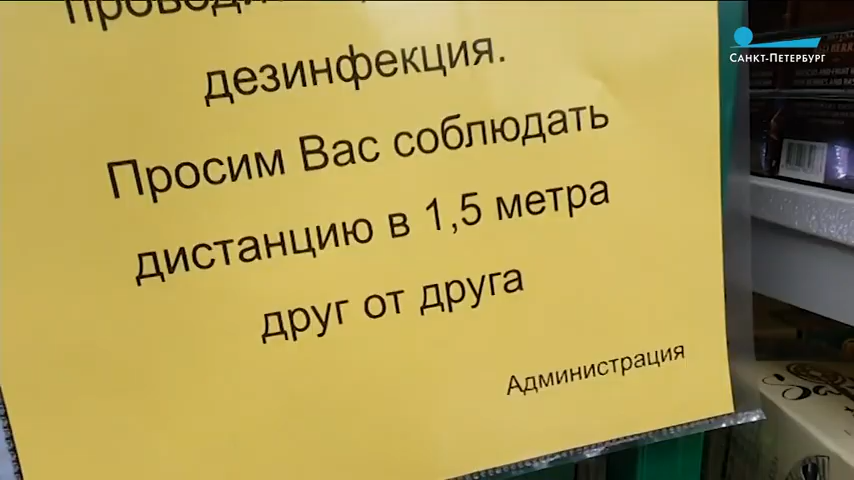 дезинфекция.
Просим Вас соблюдать
дистанцию в 1,5 метра
друг от друга
Администрация
САНКТ-ПЕТЕРБУРГ